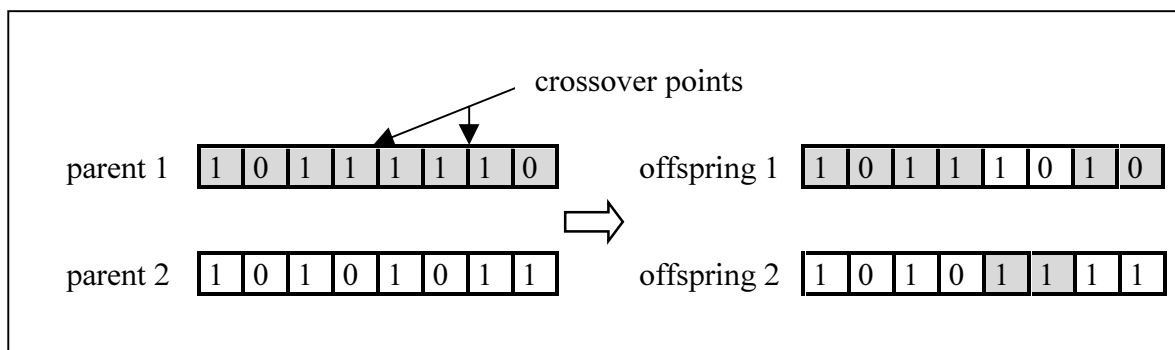 crossover points
parent 1 1 0 1 1 1 1 1 0 offspring 1 1 0 1 1 1 0 1 0
parent 2 1 0 1 0 1 0 1 1 offspring 2 1 0 1 0 1 1 1 1